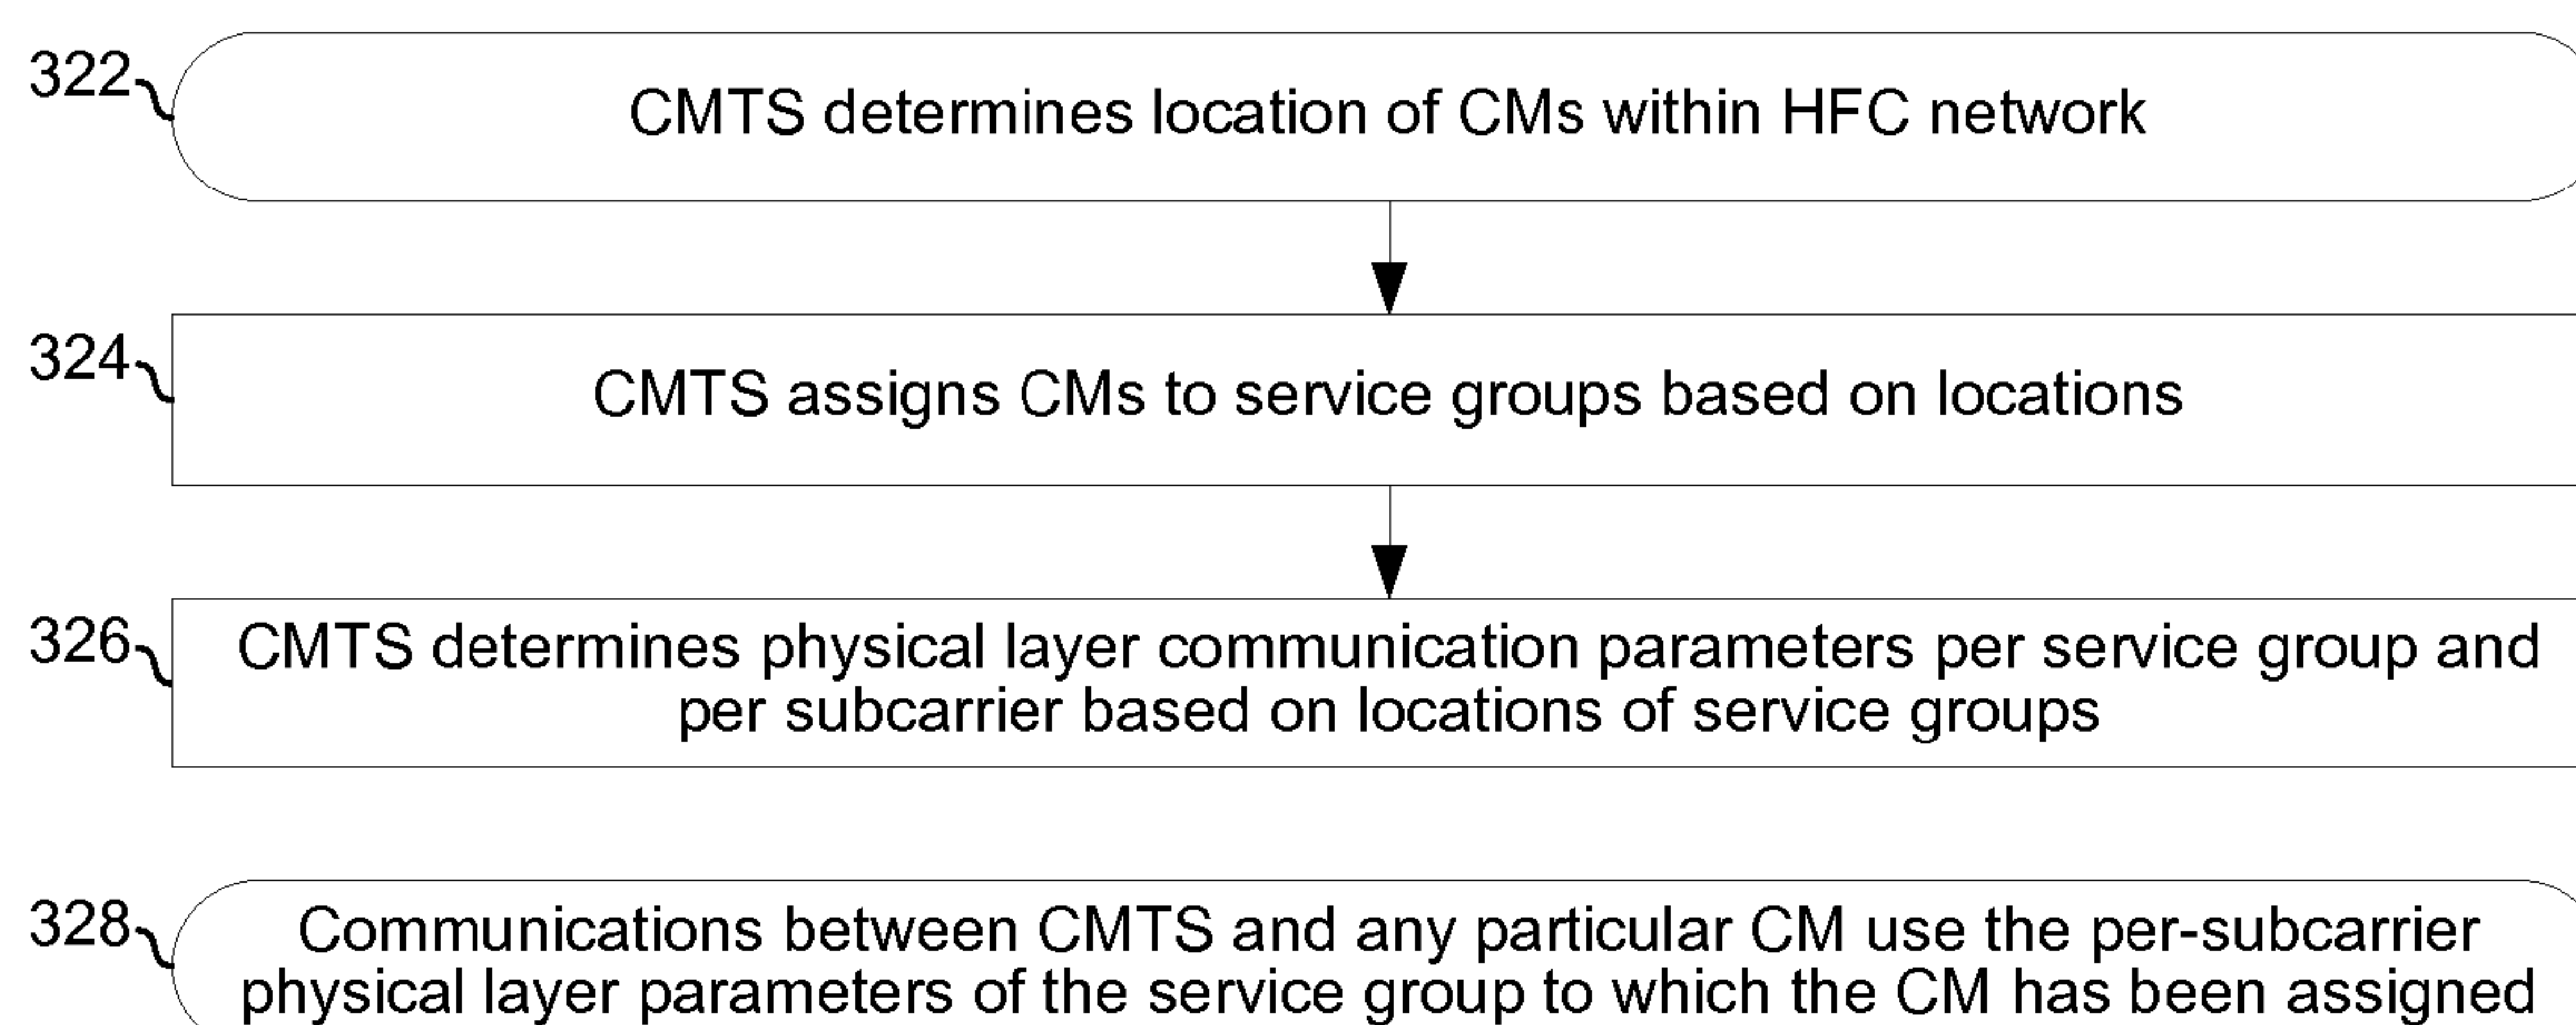 322
CMTS determines location of CMs within HFC network
324
CMTS assigns CMs to service groups based on locations
326
CMTS determines physical layer communication parameters per service group and
per subcarrier based on locations of service groups
328
Communications between CMTS and any particular CM use the per-subcarrier
physical layer parameters of the service group to which the CM has been assigned